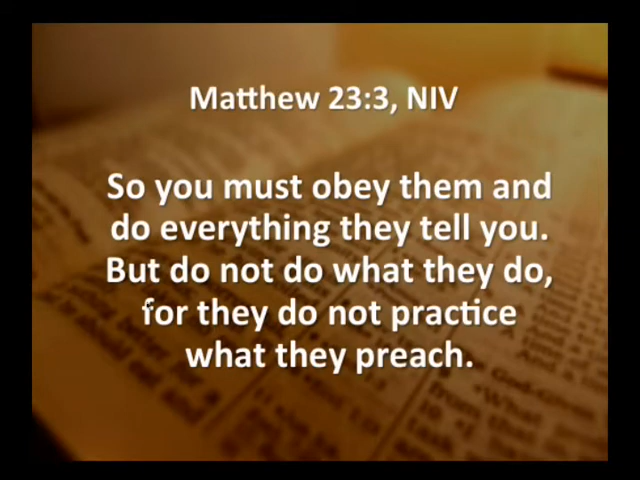 Matthew 23:3, NIV
So you must obey them and
do everything they tell you.
But do not do what they do,
for they do not practice
what they preach.